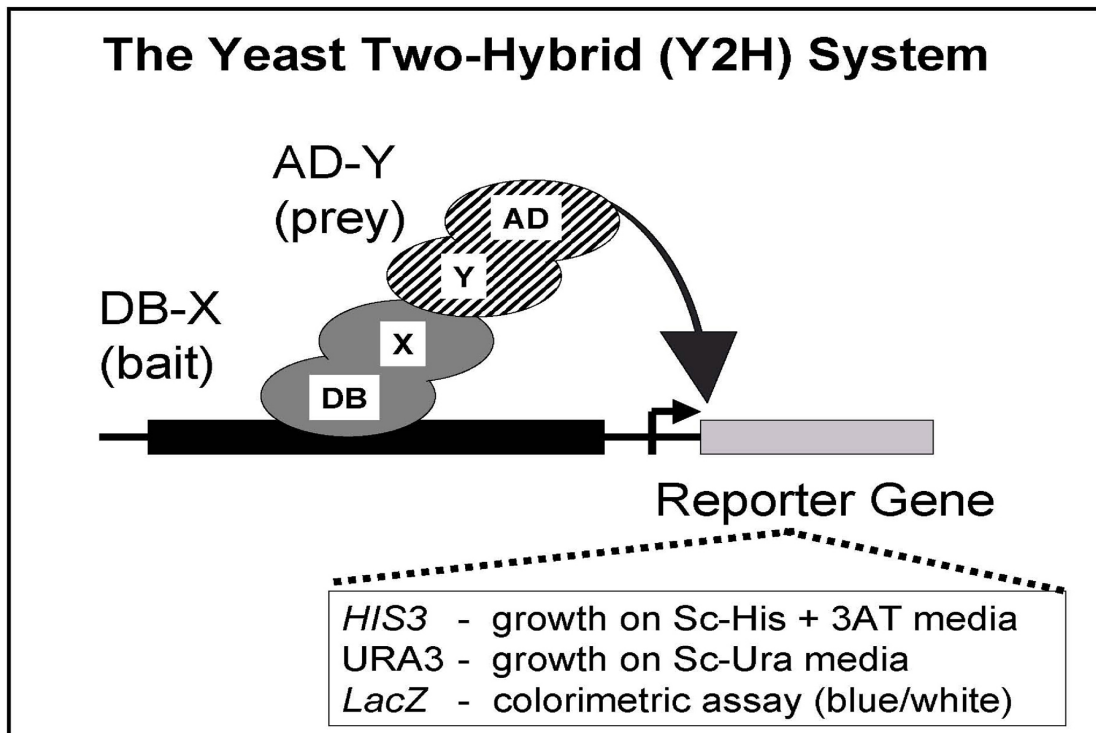 The Yeast Two-Hybrid (Y2H) System
AD-Y
(prey)
AD
Y
DB-X
(bait)
X
DB
Reporter Gene
HIS3 - growth on Sc-His + 3AT media
URA3 - growth on Sc-Ura media
LacZ - colorimetric assay (blue/white)